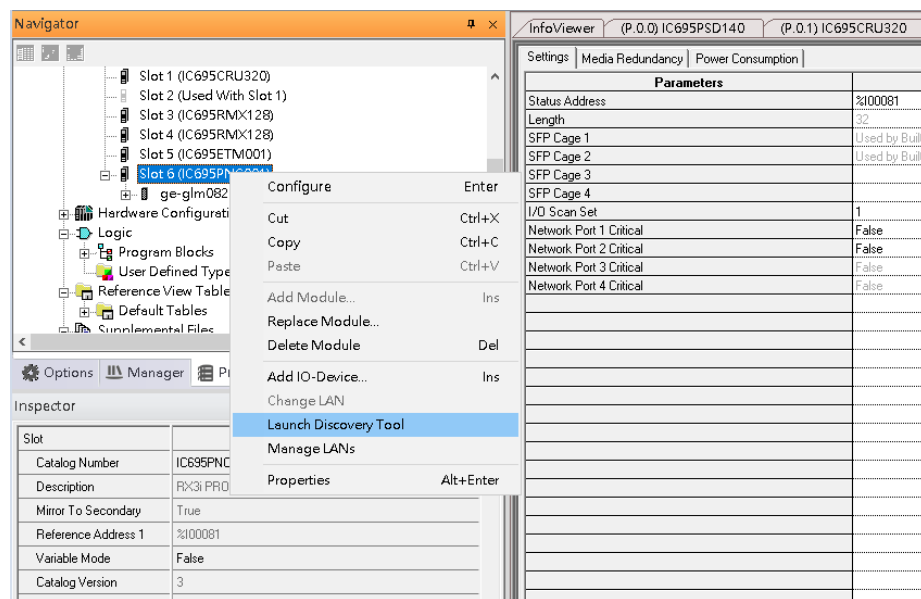 Navigator
Slot 1 (IC695CRU320)
Slot 2 (Used With Slot 1)
Slot 3 (IC695RMX128)
Slot 4 (IC695RMX128)
Slot 5 (IC695ETM001)
Slot 6 (IC695PNC001)
ge-glm082
Hardware Configurati
Logic
Program Blocks
User Defined Type
Reference View Table
Default Tables
Supplemental Files
Options
Manager
Inspector
Slot
Catalog Number IC695PNC
Description RX3i PRO
Mirror To Secondary True
Reference Address 1 %I00081
Variable Mode False
Catalog Version 3
Configure Enter
Cut Ctrl+X
Copy Ctrl+C
Paste Ctrl+V
Add Module... Ins
Replace Module...
Delete Module Del
Add IO-Device... Ins
Change LAN
Launch Discovery Tool
Manage LANs
Properties Alt+Enter
InfoViewer (P.0.0) IC695PSD140 (P.0.1) IC695CRU320
Settings Media Redundancy Power Consumption
Parameters
Status Address %I00081
Length 32
SFP Cage 1 Used by Buil
SFP Cage 2 Used by Buil
SFP Cage 3
SFP Cage 4
I/O Scan Set 1
Network Port 1 Critical False
Network Port 2 Critical False
Network Port 3 Critical False
Network Port 4 Critical False